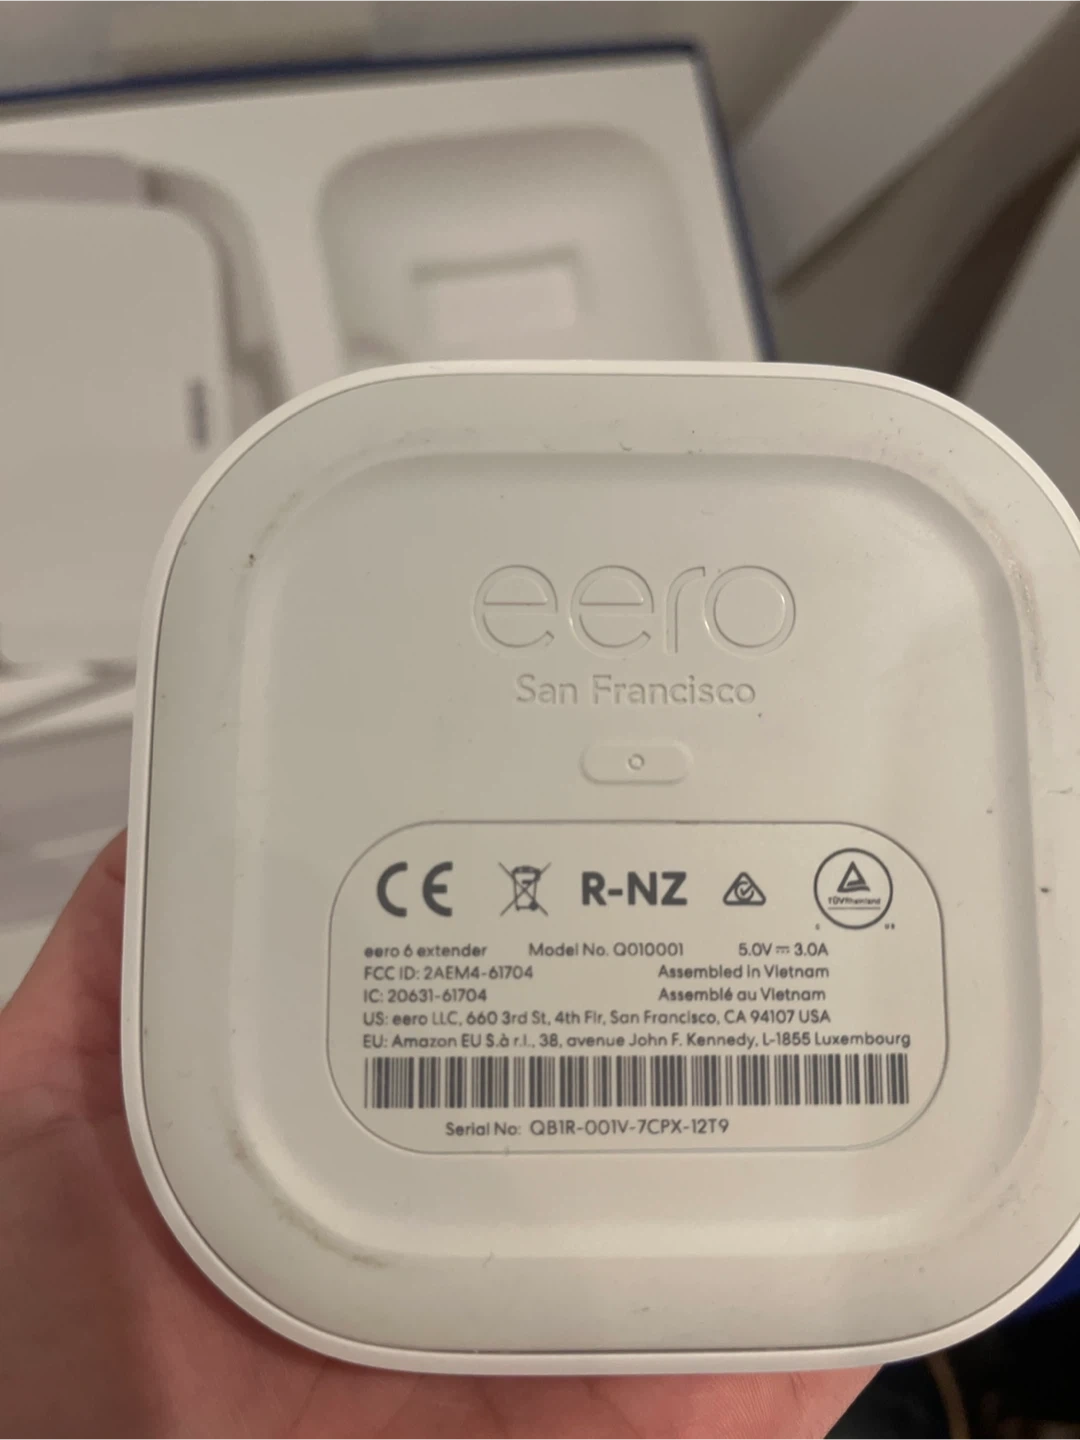 eero
San Francisco
CE R-NZ TÜVRheinland
c us
eero 6 extender Model No. Q010001 5.0V ⎓ 3.0A
FCC ID: 2AEM4-61704 Assembled in Vietnam
IC: 20631-61704 Assemblé au Vietnam
US: eero LLC, 660 3rd St, 4th Flr, San Francisco, CA 94107 USA
EU: Amazon EU S.à r.l., 38, avenue John F. Kennedy, L-1855 Luxembourg
Serial No: QB1R-001V-7CPX-12T9